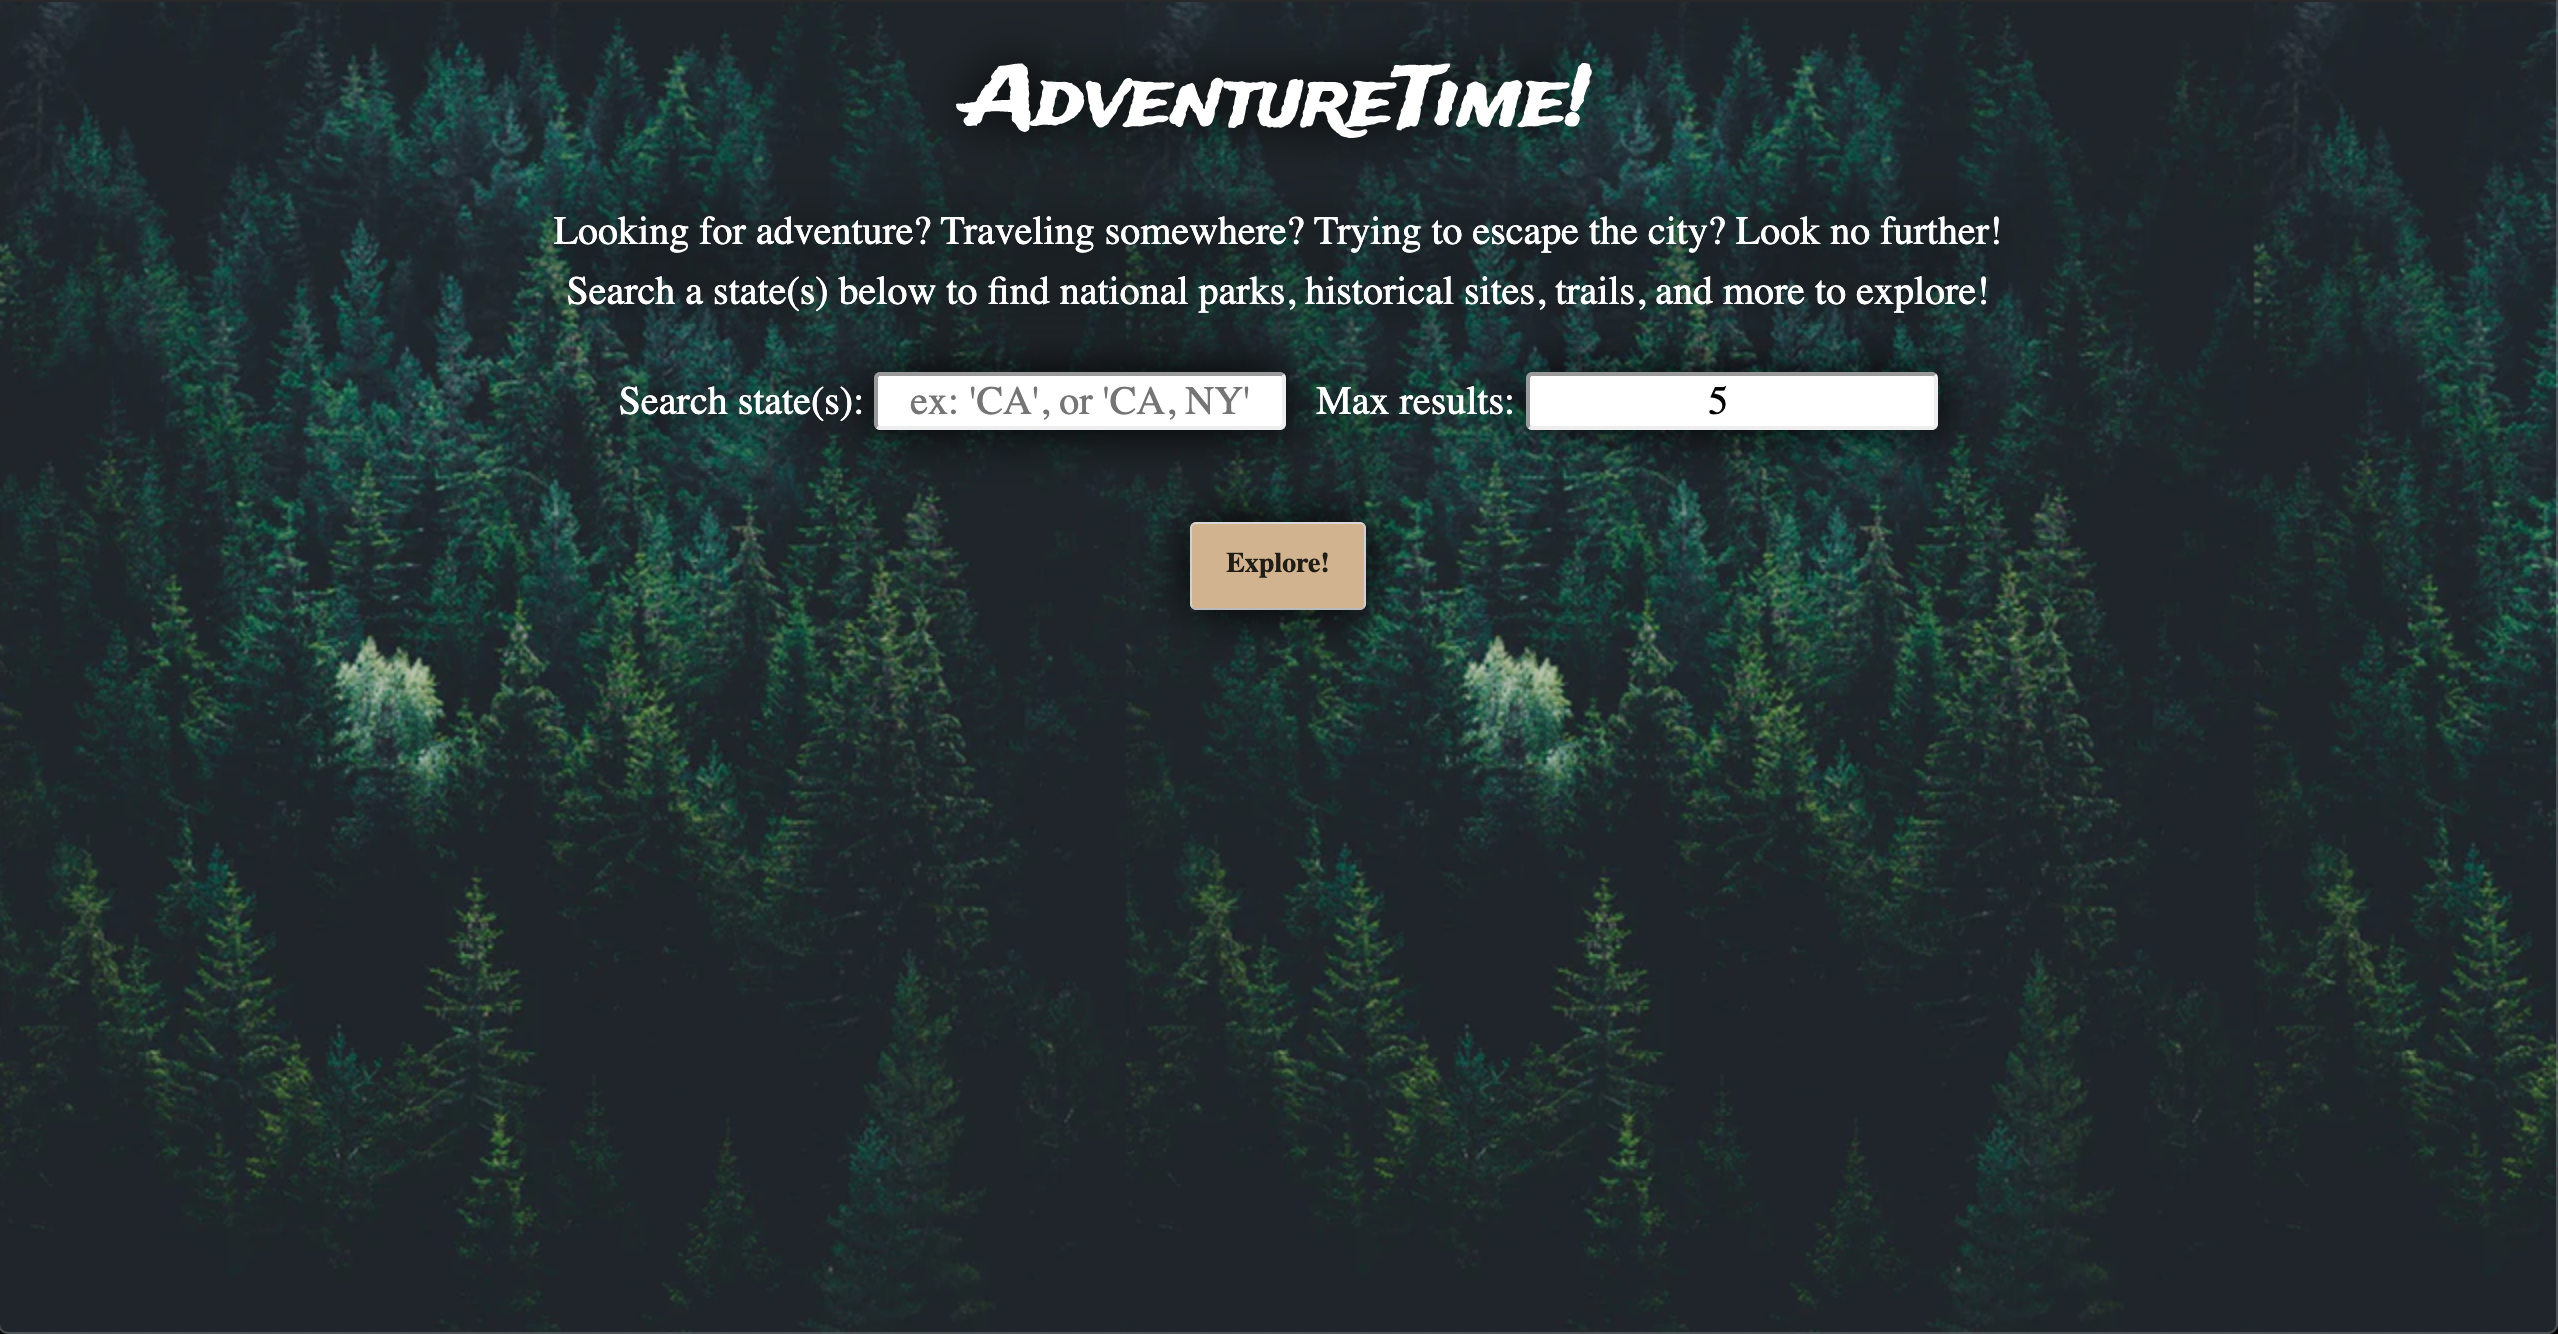 AdventureTime!
Looking for adventure? Traveling somewhere? Trying to escape the city? Look no further!
Search a state(s) below to find national parks, historical sites, trails, and more to explore!
Search state(s): ex: 'CA', or 'CA, NY' Max results: 5
Explore!